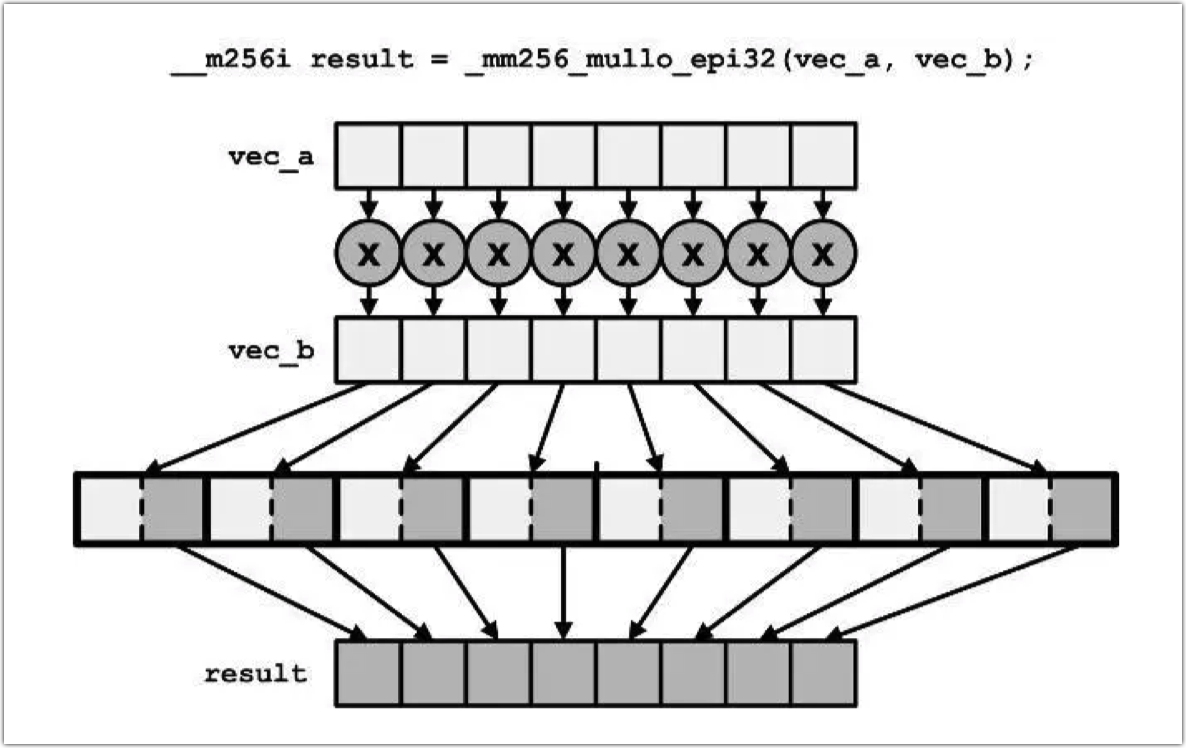 __m256i result = _mm256_mullo_epi32(vec_a, vec_b);
vec_a
x x x x x x x x
vec_b
result